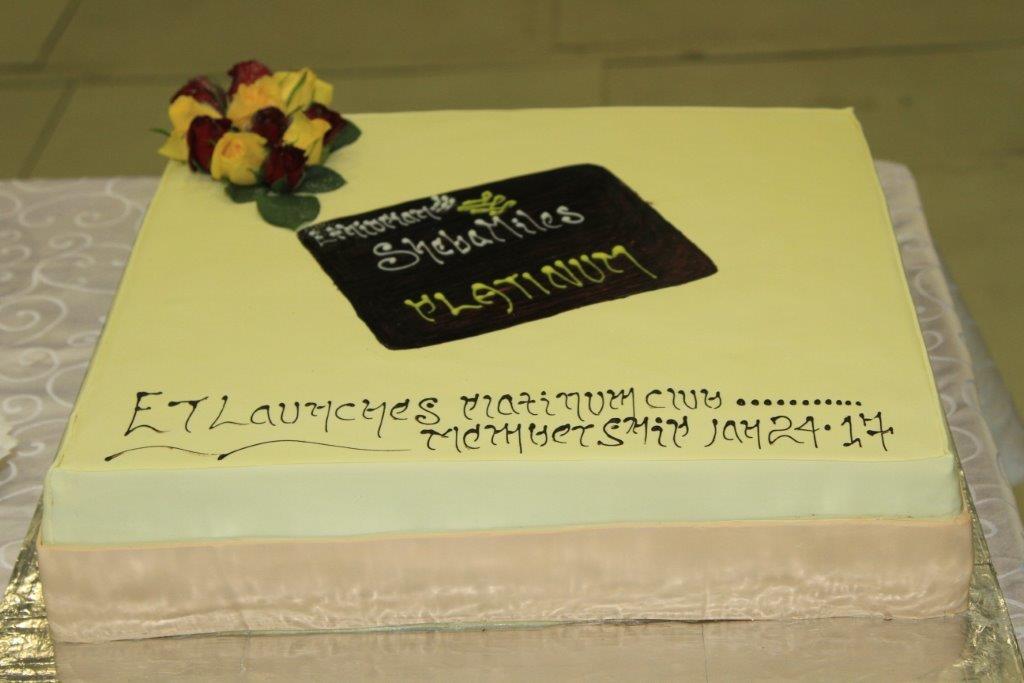 Ethiopian
ShebaMiles
PLATINUM
ET Launches Platinum Club ............
Membership Jan 24.17